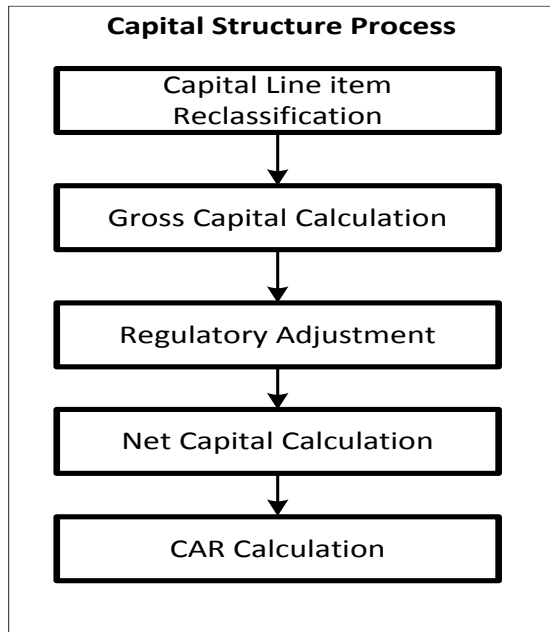 Capital Structure Process
Capital Line item
Reclassification
Gross Capital Calculation
Regulatory Adjustment
Net Capital Calculation
CAR Calculation